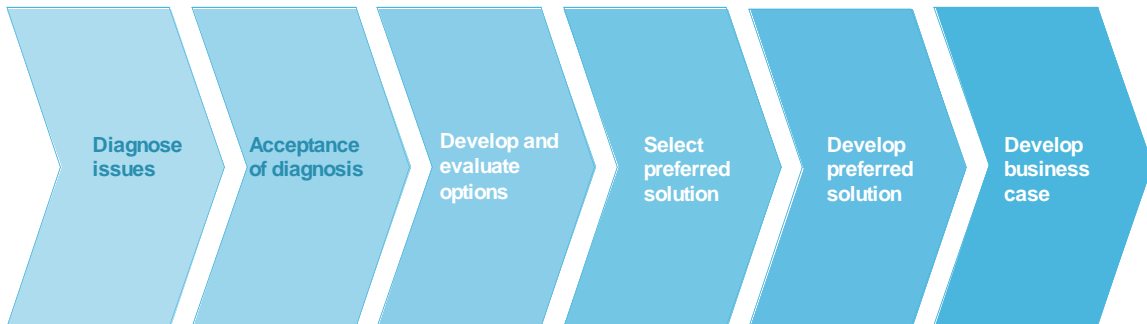 Diagnose
issues
Acceptance
of diagnosis
Develop and
evaluate
options
Select
preferred
solution
Develop
preferred
solution
Develop
business
case